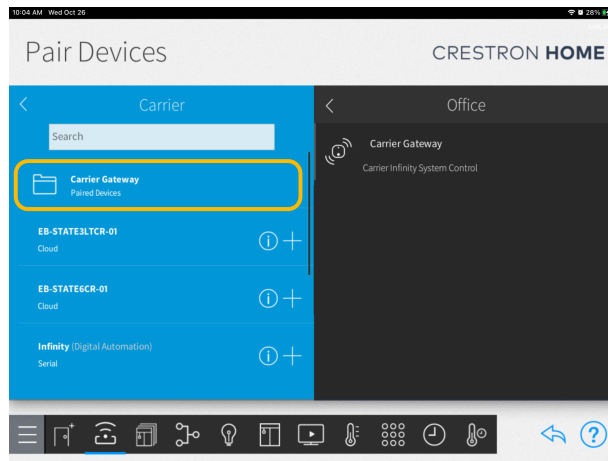 10:04 AM Wed Oct 26
28%
Pair Devices
CRESTRON HOME
Carrier
Office
Search
Carrier Gateway
Paired Devices
Carrier Gateway
Carrier Infinity System Control
EB-STATE3LTCR-01
Cloud
EB-STATE6CR-01
Cloud
Infinity (Digital Automation)
Serial
?